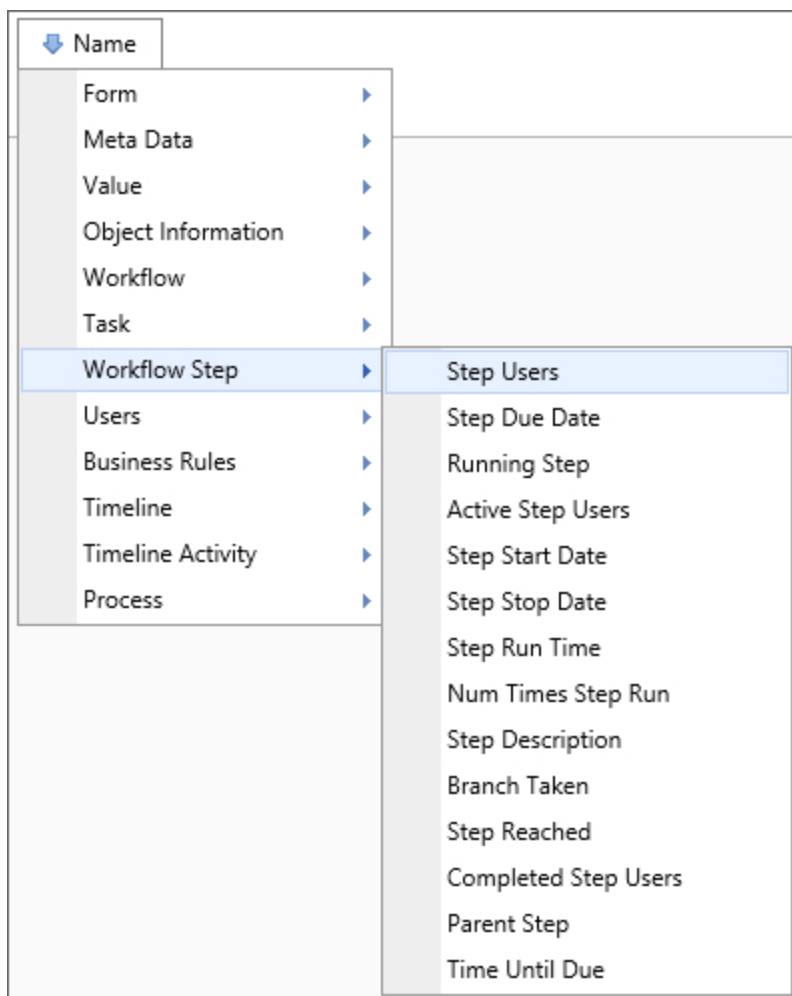 Name
Form
Meta Data
Value
Object Information
Workflow
Task
Workflow Step
Users
Business Rules
Timeline
Timeline Activity
Process
Step Users
Step Due Date
Running Step
Active Step Users
Step Start Date
Step Stop Date
Step Run Time
Num Times Step Run
Step Description
Branch Taken
Step Reached
Completed Step Users
Parent Step
Time Until Due